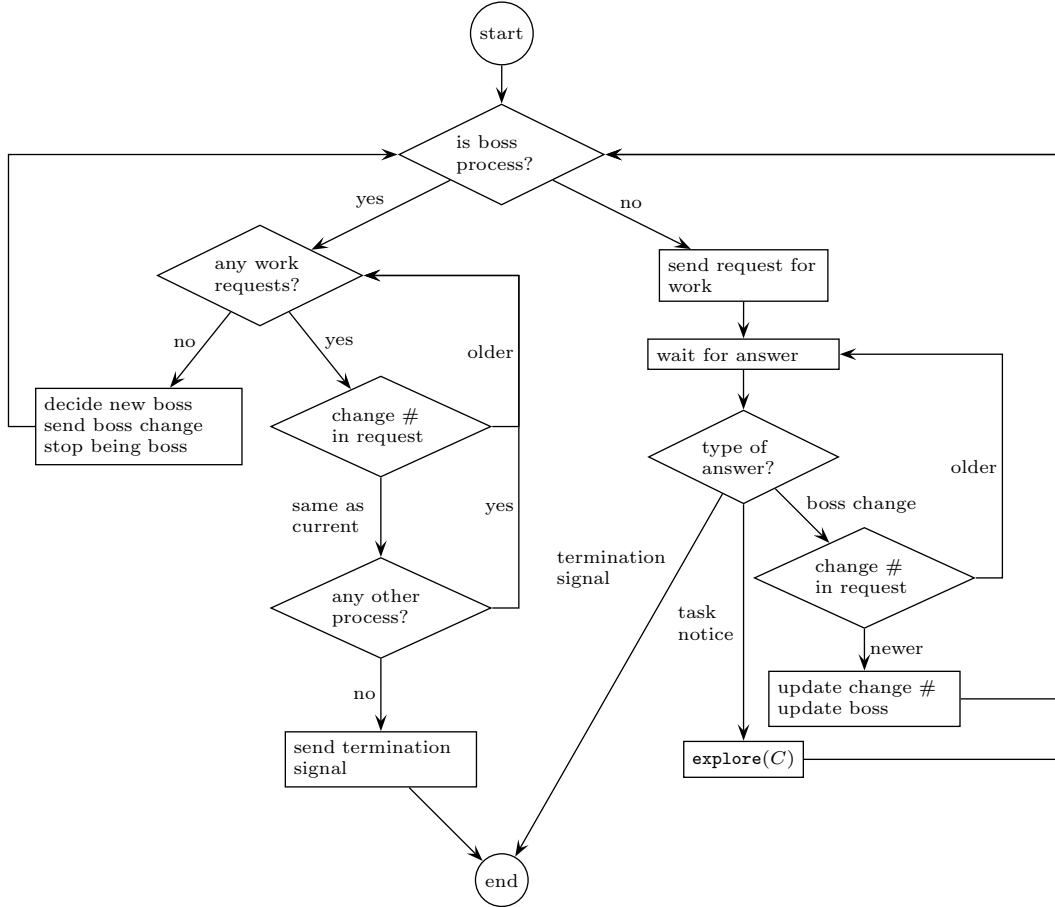 start
is boss
process?
yes
no
any work
requests?
send request for
work
no
yes
older
wait for answer
decide new boss
send boss change
stop being boss
change #
in request
type of
answer?
older
same as
current
yes
boss change
termination
signal
change #
in request
any other
process?
task
notice
newer
no
update change #
update boss
send termination
signal
explore(C)
end